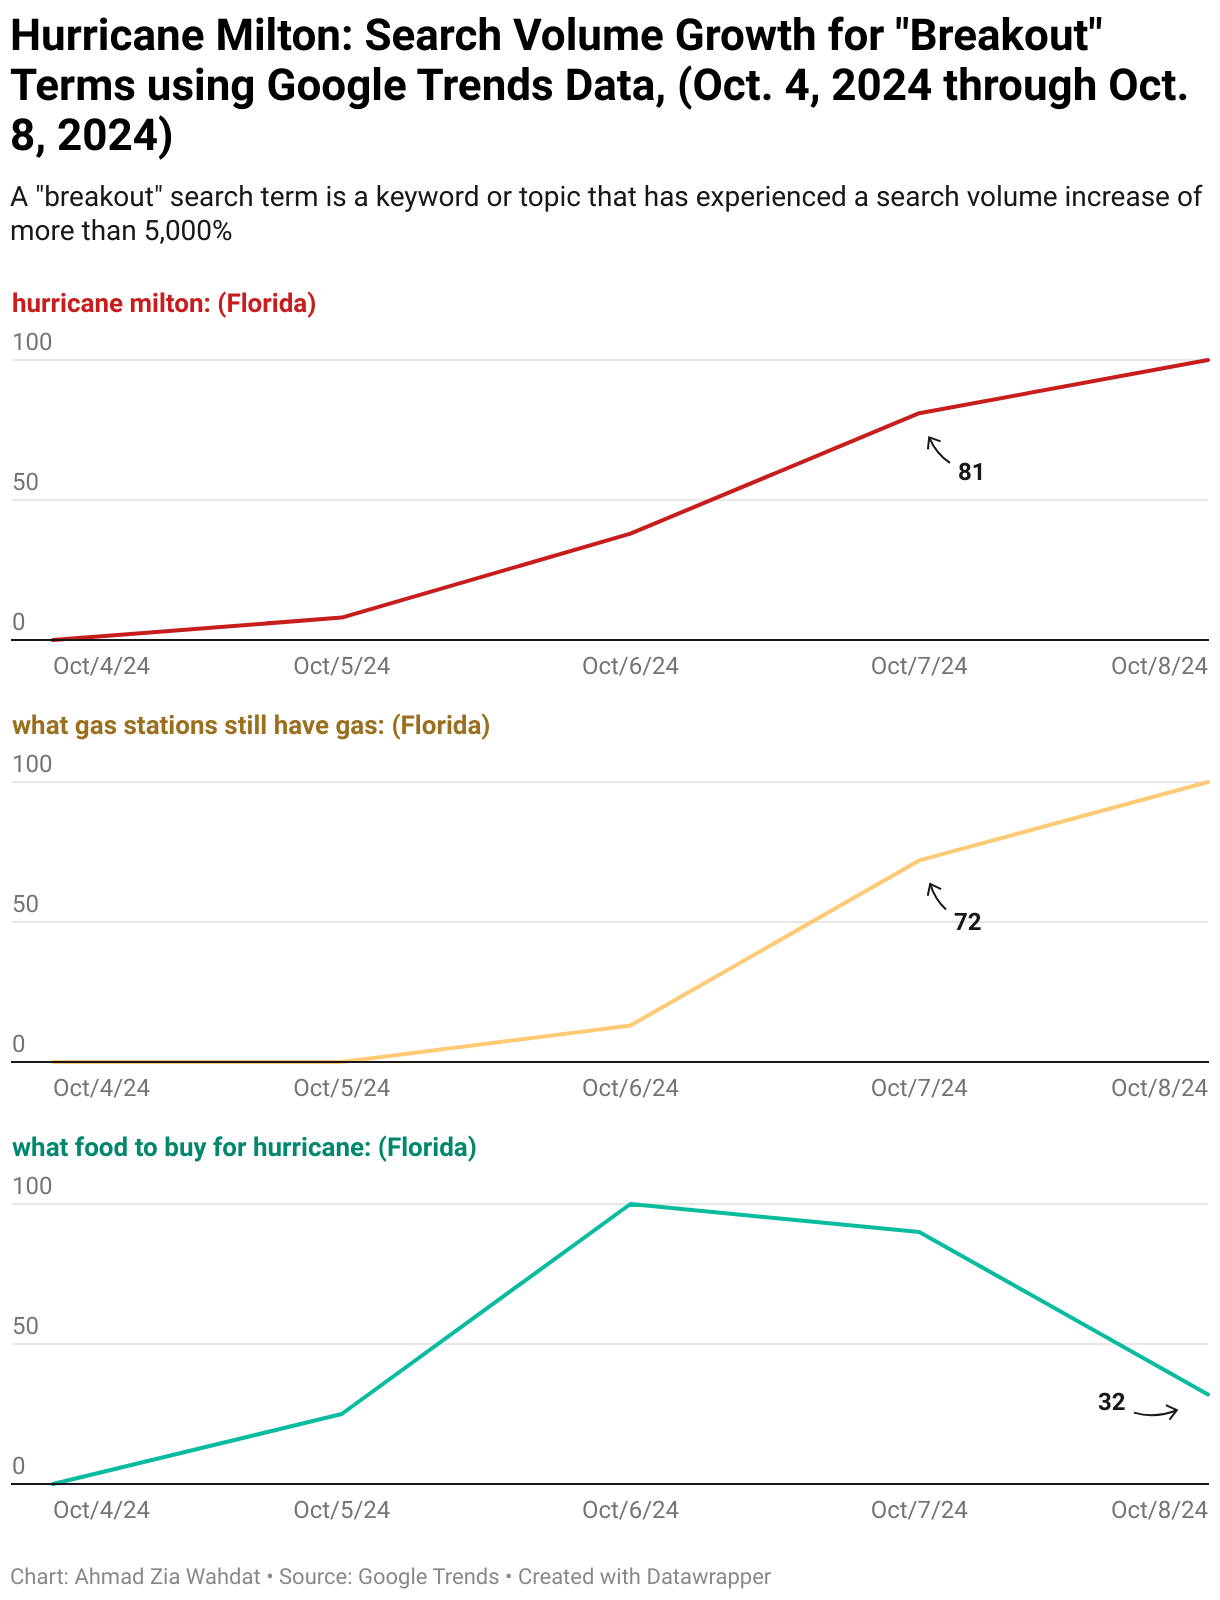 Hurricane Milton: Search Volume Growth for "Breakout"
Terms using Google Trends Data, (Oct. 4, 2024 through Oct.
8, 2024)
A "breakout" search term is a keyword or topic that has experienced a search volume increase of
more than 5,000%
hurricane milton: (Florida)
100
81
50
0
Oct/4/24 Oct/5/24 Oct/6/24 Oct/7/24 Oct/8/24
what gas stations still have gas: (Florida)
100
50
72
0
Oct/4/24 Oct/5/24 Oct/6/24 Oct/7/24 Oct/8/24
what food to buy for hurricane: (Florida)
100
50
32
0
Oct/4/24 Oct/5/24 Oct/6/24 Oct/7/24 Oct/8/24
Chart: Ahmad Zia Wahdat • Source: Google Trends • Created with Datawrapper